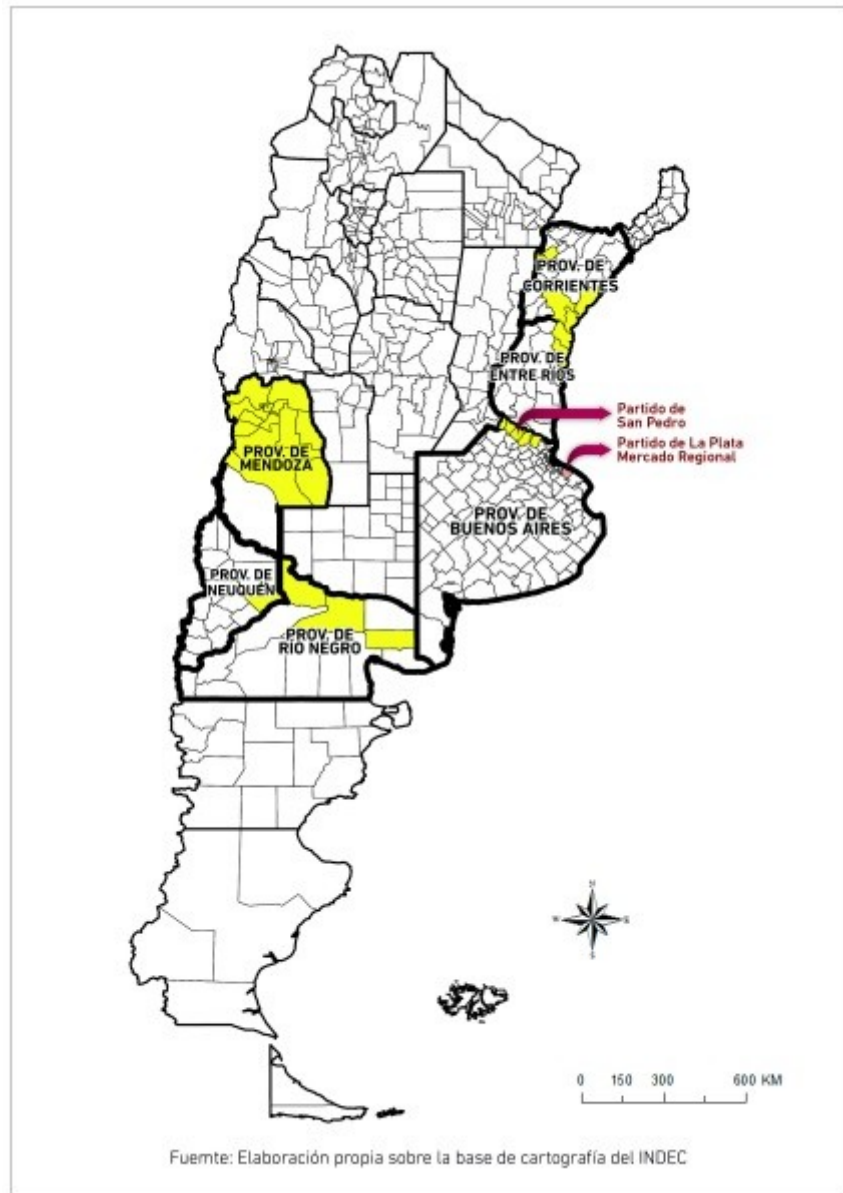 PROV. DE
CORRIENTES
PROV. DE
ENTRE RÍOS
Partido de
San Pedro
Partido de La Plata
Mercado Regional
PROV. DE
MENDOZA
PROV. DE
BUENOS AIRES
PROV. DE
NEUQUÉN
PROV. DE
RÍO NEGRO
N
W
E
S
0 150 300 600 KM
Fuemte: Elaboración propia sobre la base de cartografía del INDEC